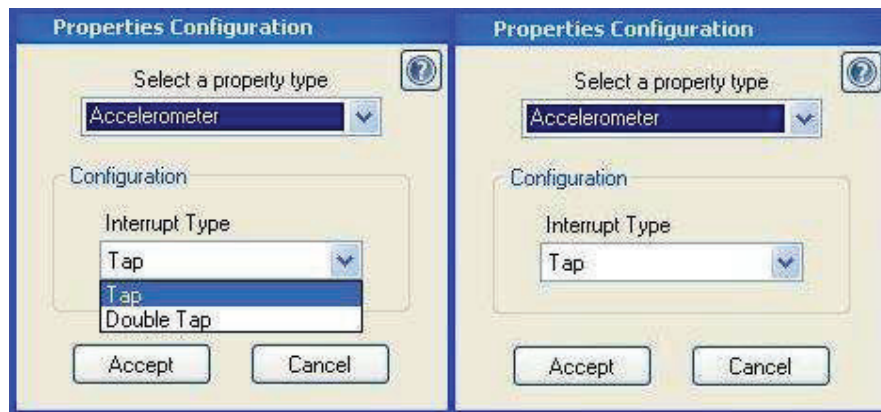 Properties Configuration
Select a property type
Accelerometer
Configuration
Interrupt Type
Tap
Tap
Double Tap
Accept
Cancel
Properties Configuration
Select a property type
Accelerometer
Configuration
Interrupt Type
Tap
Accept
Cancel